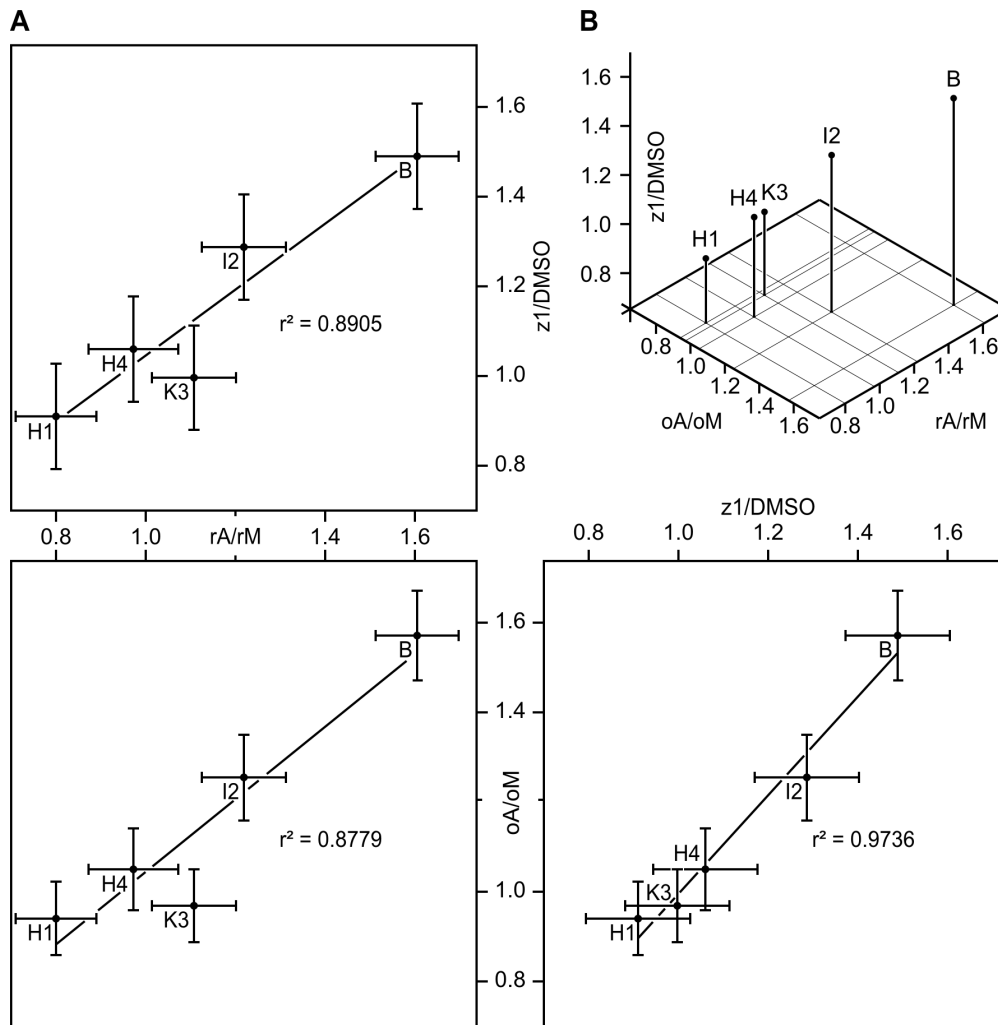 A
1.6
1.4
1.2
1.0
0.8
z1/DMSO
B
I2
H4
K3
H1
r² = 0.8905
0.8
1.0
rA/rM
1.4
1.6
B
1.6
1.4
1.2
1.0
0.8
z1/DMSO
H1
H4
K3
I2
B
0.8
1.0
1.2
1.4
1.6
oA/oM
0.8
1.0
1.2
1.4
1.6
rA/rM
1.6
1.4
oA/oM
1.0
0.8
B
I2
H4
K3
H1
r² = 0.8779
z1/DMSO
0.8
1.0
1.2
1.4
1.6
B
I2
H4
K3
H1
r² = 0.9736